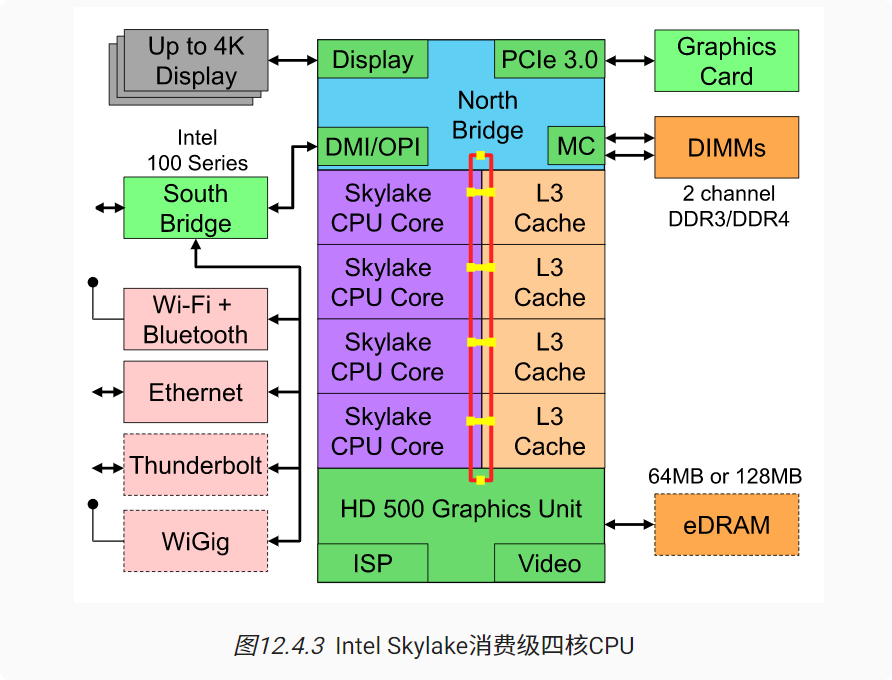 Up to 4K
Display
Display
PCIe 3.0
Graphics
Card
North
Bridge
Intel
100 Series
DMI/OPI
MC
DIMMs
South
Bridge
2 channel
DDR3/DDR4
Skylake
CPU Core
L3
Cache
Skylake
CPU Core
L3
Cache
Wi-Fi +
Bluetooth
Skylake
CPU Core
L3
Cache
Ethernet
Skylake
CPU Core
L3
Cache
Thunderbolt
64MB or 128MB
HD 500 Graphics Unit
eDRAM
WiGig
ISP
Video
图12.4.3 Intel Skylake消费级四核CPU